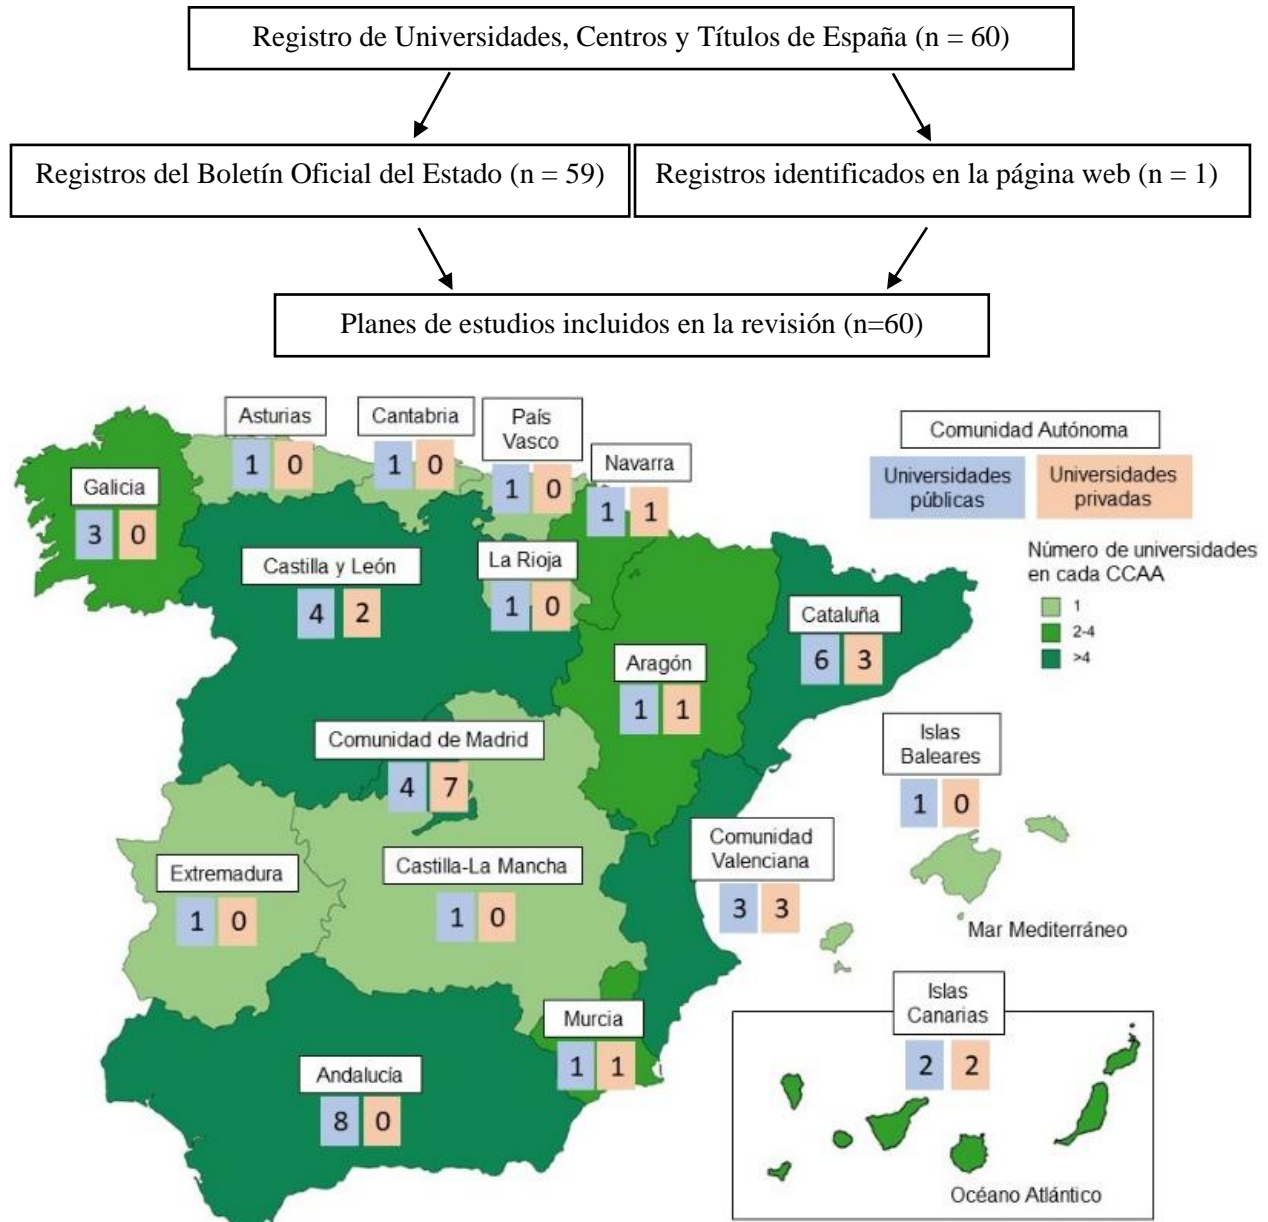 Registro de Universidades, Centros y Títulos de España (n = 60)
Registros del Boletín Oficial del Estado (n = 59)
Registros identificados en la página web (n = 1)
Planes de estudios incluidos en la revisión (n=60)
Asturias
1 0
Cantabria
1 0
País
Vasco
1 0
Navarra
1 1
Comunidad Autónoma
Universidades
públicas
Universidades
privadas
Número de universidades
en cada CCAA
1
2-4
>4
Galicia
3 0
Castilla y León
4 2
La Rioja
1 0
Cataluña
6 3
Aragón
1 1
Comunidad de Madrid
4 7
Islas
Baleares
1 0
Extremadura
1 0
Castilla-La Mancha
1 0
Comunidad
Valenciana
3 3
Mar Mediterráneo
Murcia
1 1
Andalucía
8 0
Islas
Canarias
2 2
Océano Atlántico